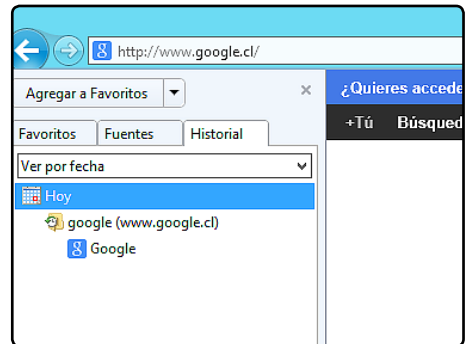 http://www.google.cl/
Agregar a Favoritos
¿Quieres accede
+Tú Búsqued
Favoritos Fuentes Historial
Ver por fecha
Hoy
google (www.google.cl)
8 Google